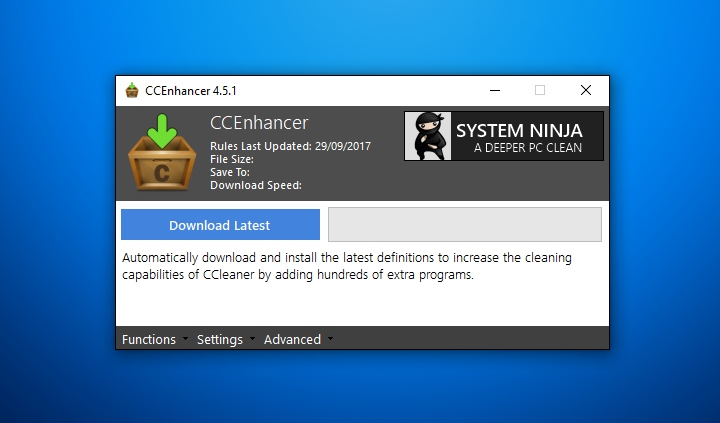 CCEnhancer 4.5.1
CCEnhancer
Rules Last Updated: 29/09/2017
File Size:
Save To:
Download Speed:
C
SYSTEM NINJA
A DEEPER PC CLEAN
Download Latest
Automatically download and install the latest definitions to increase the cleaning
capabilities of CCleaner by adding hundreds of extra programs.
Functions Settings Advanced